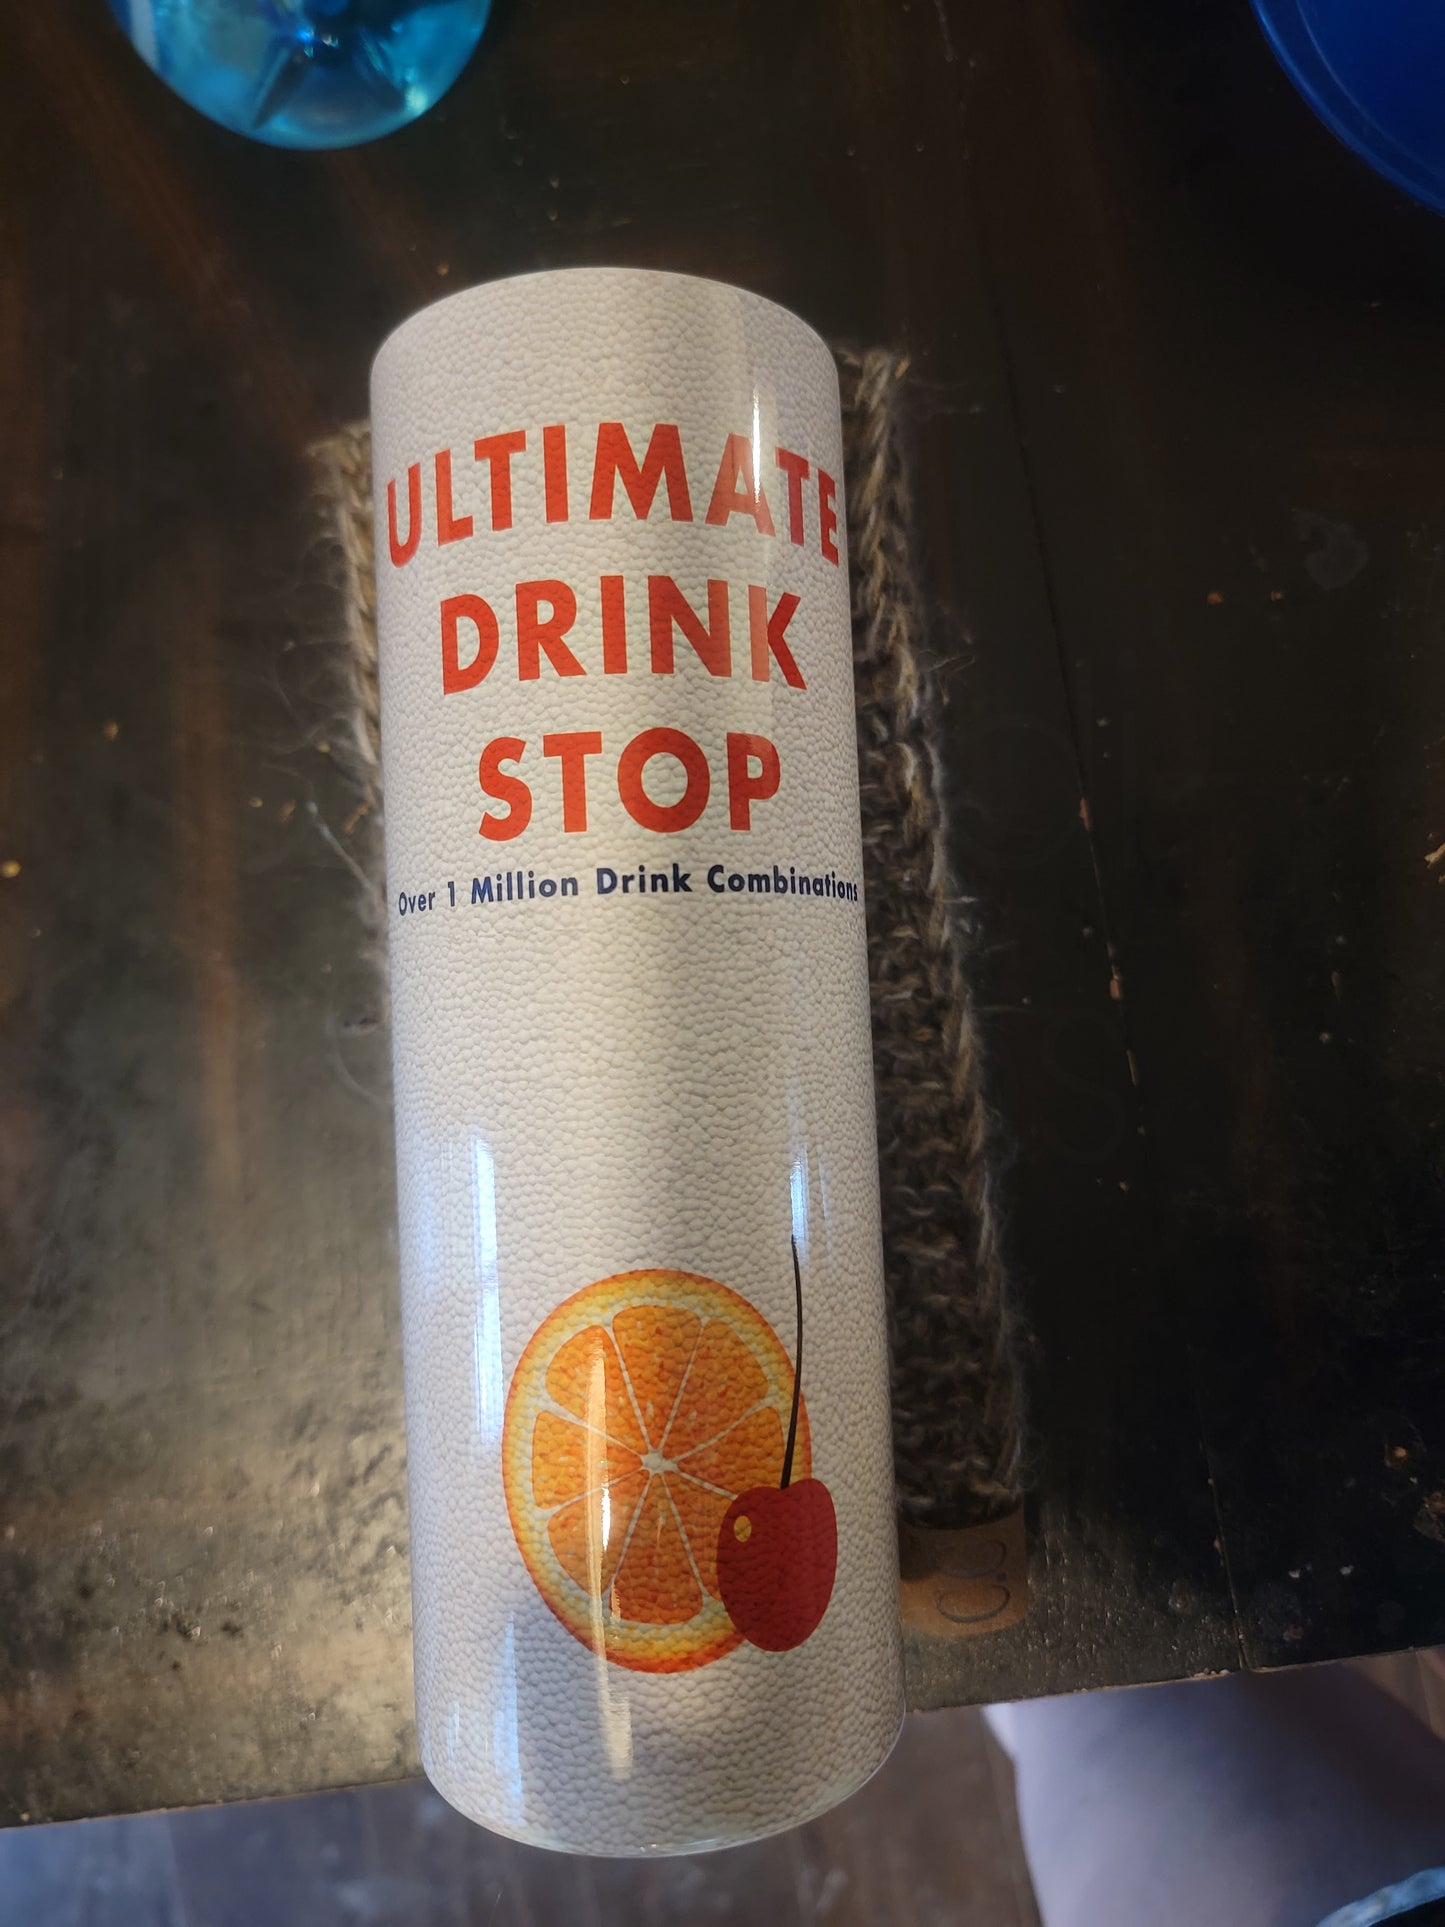 ULTIMATE
DRINK
STOP
Over 1 Million Drink Combinations